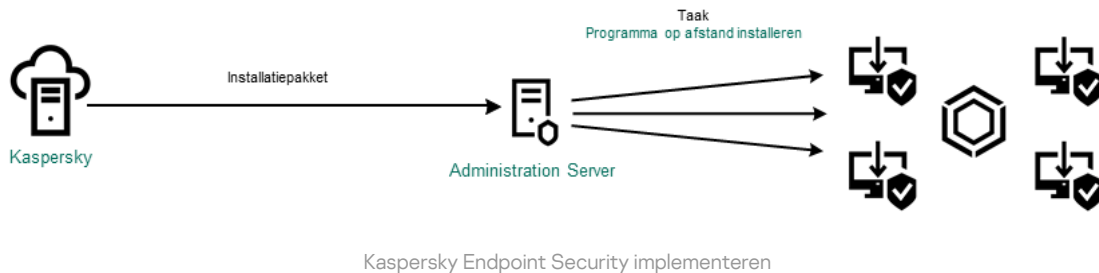 Taak
Programma op afstand installeren
Installatiepakket
Kaspersky
Administration Server
Kaspersky Endpoint Security implementeren